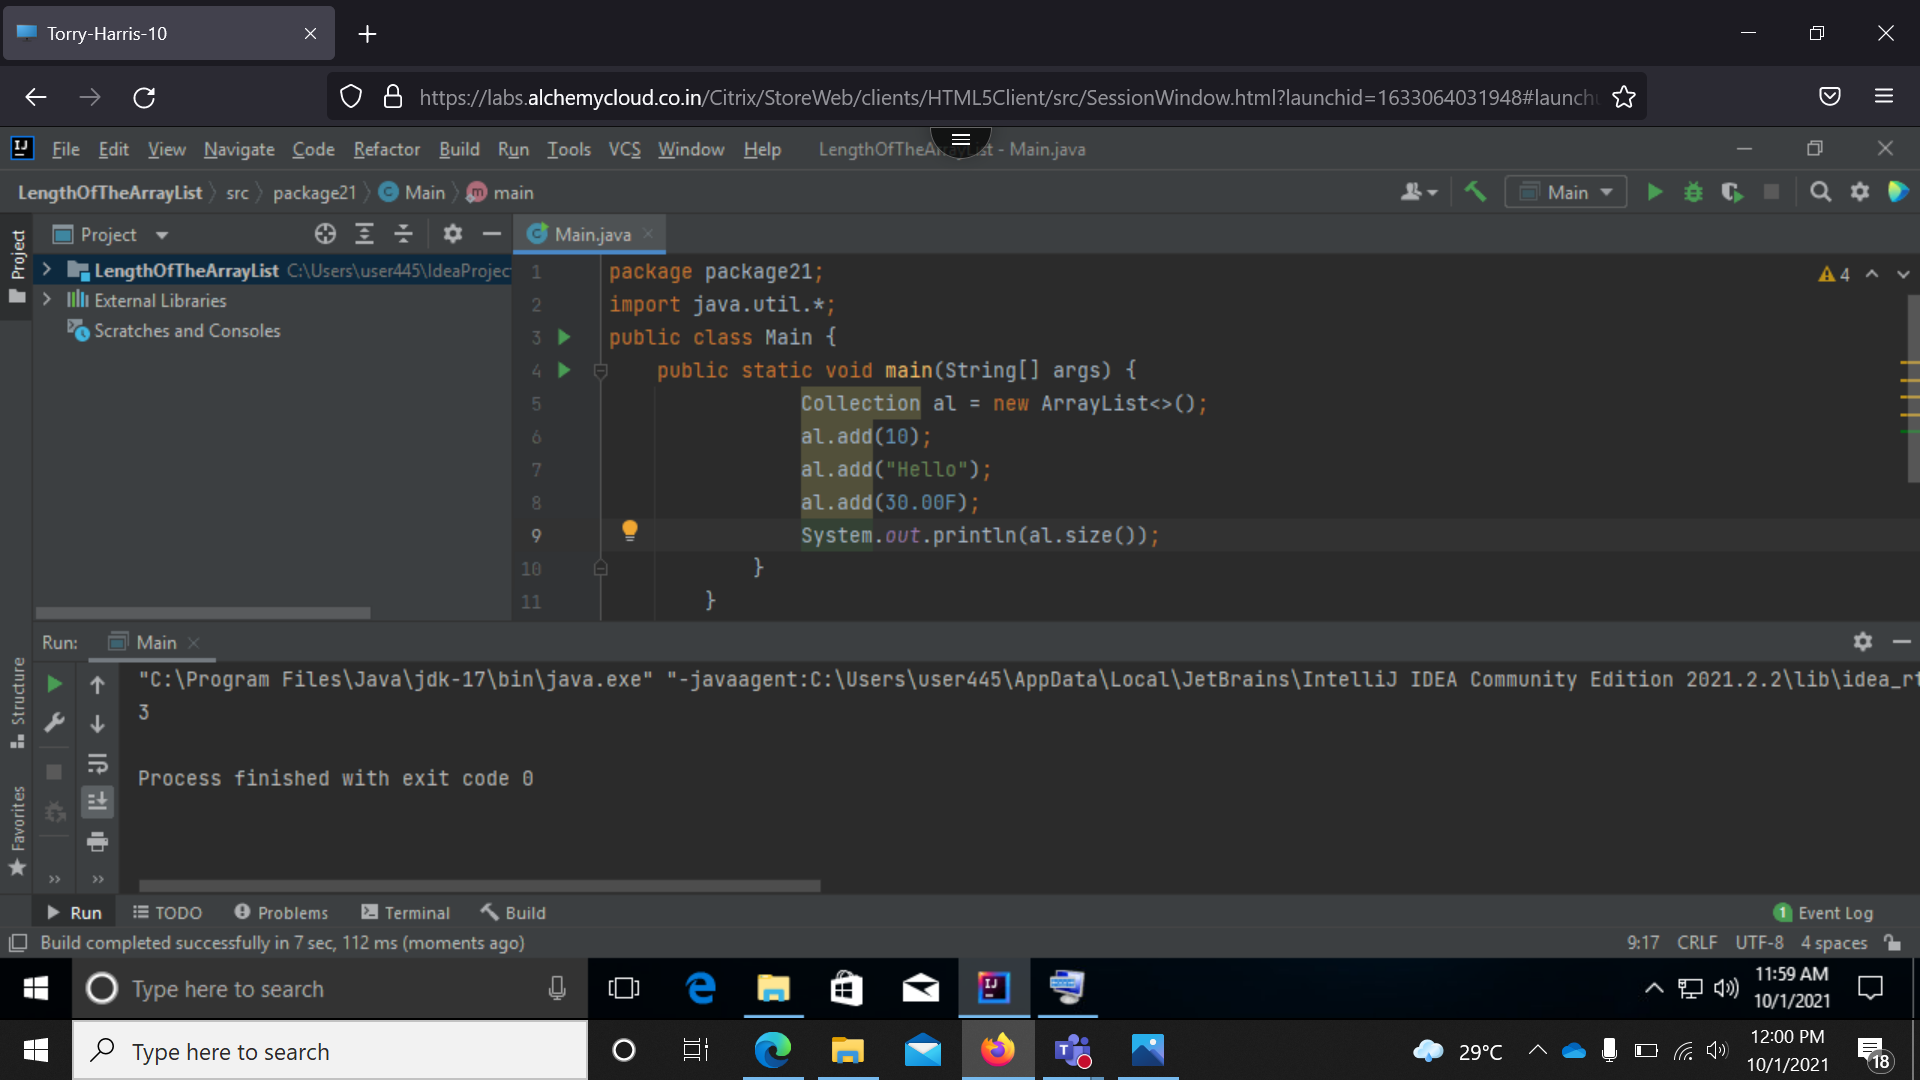 Torry-Harris-10
https://labs.alchemycloud.co.in/Citrix/StoreWeb/clients/HTML5Client/src/SessionWindow.html?launchid=1633064031948#launch
IJ File Edit View Navigate Code Refactor Build Run Tools VCS Window Help LengthOfTheArrayList - Main.java
LengthOfTheArrayList src package21 C Main m main Main
Project
Project
LengthOfTheArrayList C:\Users\user445\IdeaProjec
External Libraries
Scratches and Consoles
C Main.java
4
1 package package21;
2 import java.util.*;
3 public class Main {
4 public static void main(String[] args) {
5 Collection al = new ArrayList<>();
6 al.add(10);
7 al.add("Hello");
8 al.add(30.00F);
9 System.out.println(al.size());
10 }
11 }
Run: Main
Structure
Favorites
"C:\Program Files\Java\jdk-17\bin\java.exe" "-javaagent:C:\Users\user445\AppData\Local\JetBrains\IntelliJ IDEA Community Edition 2021.2.2\lib\idea_rt
3
Process finished with exit code 0
Run TODO Problems Terminal Build 1 Event Log
Build completed successfully in 7 sec, 112 ms (moments ago) 9:17 CRLF UTF-8 4 spaces
Type here to search IJ 11:59 AM
10/1/2021
Type here to search T 29°C 12:00 PM
10/1/2021 18